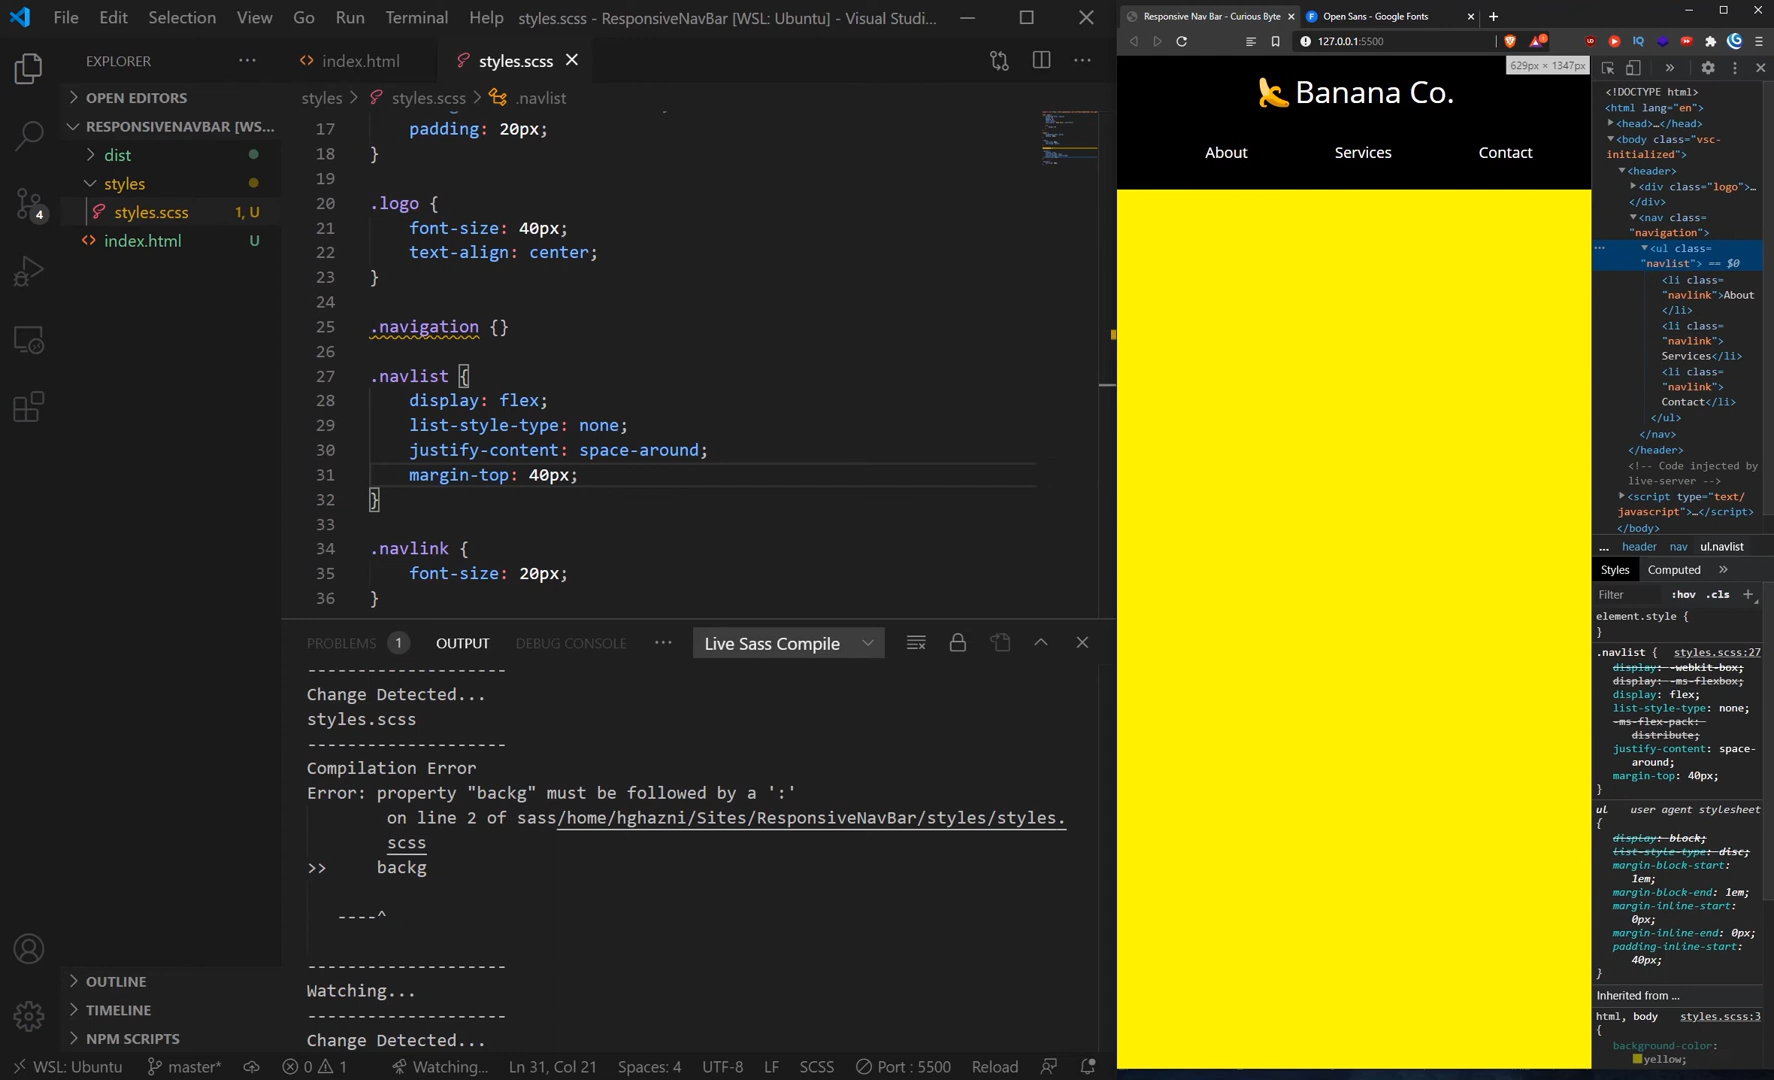 File Edit Selection View Go Run Terminal Help styles.scss - ResponsiveNavBar [WSL: Ubuntu] - Visual Studi...
EXPLORER
OPEN EDITORS
RESPONSIVENAVBAR [WS...
dist
styles
styles.scss 1, U
index.html U
4
OUTLINE
TIMELINE
NPM SCRIPTS
index.html
styles.scss
styles > styles.scss > .navlist
17 padding: 20px;
18 }
19
20 .logo {
21 font-size: 40px;
22 text-align: center;
23 }
24
25 .navigation {}
26
27 .navlist {
28 display: flex;
29 list-style-type: none;
30 justify-content: space-around;
31 margin-top: 40px;
32 }
33
34 .navlink {
35 font-size: 20px;
36 }
PROBLEMS 1 OUTPUT DEBUG CONSOLE ... Live Sass Compile
--------------------
Change Detected...
styles.scss
--------------------
Compilation Error
Error: property "backg" must be followed by a ':'
on line 2 of sass/home/hghazni/Sites/ResponsiveNavBar/styles/styles.
scss
>> backg
----^
--------------------
Watching...
--------------------
Change Detected...
WSL: Ubuntu master* 0 1 Watching... Ln 31, Col 21 Spaces: 4 UTF-8 LF SCSS Port : 5500 Reload
Responsive Nav Bar - Curious Byte
Open Sans - Google Fonts
127.0.0.1:5500
629px × 1347px
Banana Co.
About Services Contact
<!DOCTYPE html>
<html lang="en">
<head>…</head>
<body class="vsc-
initialized">
<header>
<div class="logo">…
</div>
<nav class=
"navigation">
<ul class=
"navlist"> == $0
<li class=
"navlink">About
</li>
<li class=
"navlink">
Services</li>
<li class=
"navlink">
Contact</li>
</ul>
</nav>
</header>
<!-- Code injected by
live-server -->
<script type="text/
javascript">…</script>
</body>
... header nav ul.navlist
Styles Computed »
Filter :hov .cls +
element.style {
}
.navlist { styles.scss:27
display: -webkit-box;
display: -ms-flexbox;
display: flex;
list-style-type: none;
-ms-flex-pack:
distribute;
justify-content: space-
around;
margin-top: 40px;
}
ul user agent stylesheet
{
display: block;
list-style-type: disc;
margin-block-start:
1em;
margin-block-end: 1em;
margin-inline-start:
0px;
margin-inline-end: 0px;
padding-inline-start:
40px;
}
Inherited from ...
html, body styles.scss:3
{
background-color:
yellow;